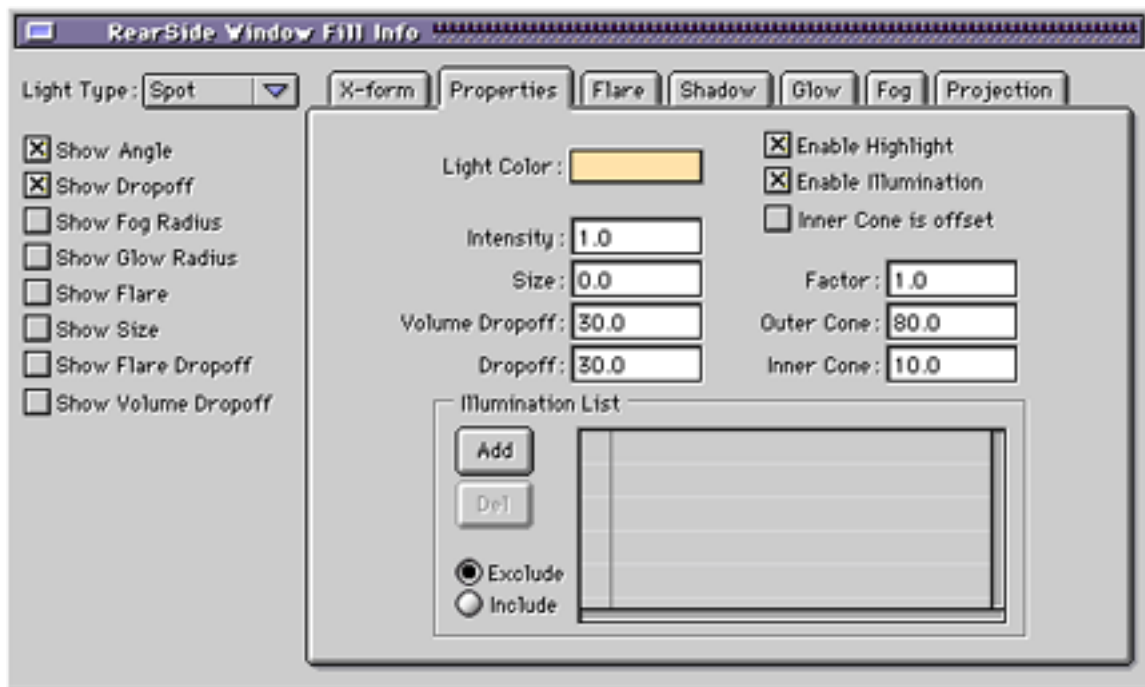 RearSide Window Fill Info
Light Type: Spot
X-form Properties Flare Shadow Glow Fog Projection
Show Angle
Show Dropoff
Show Fog Radius
Show Glow Radius
Show Flare
Show Size
Show Flare Dropoff
Show Volume Dropoff
Light Color:
Enable Highlight
Enable Illumination
Inner Cone is offset
Intensity: 1.0
Size: 0.0
Factor: 1.0
Volume Dropoff: 30.0
Outer Cone: 80.0
Dropoff: 30.0
Inner Cone: 10.0
Illumination List
Add
Del
Exclude
Include